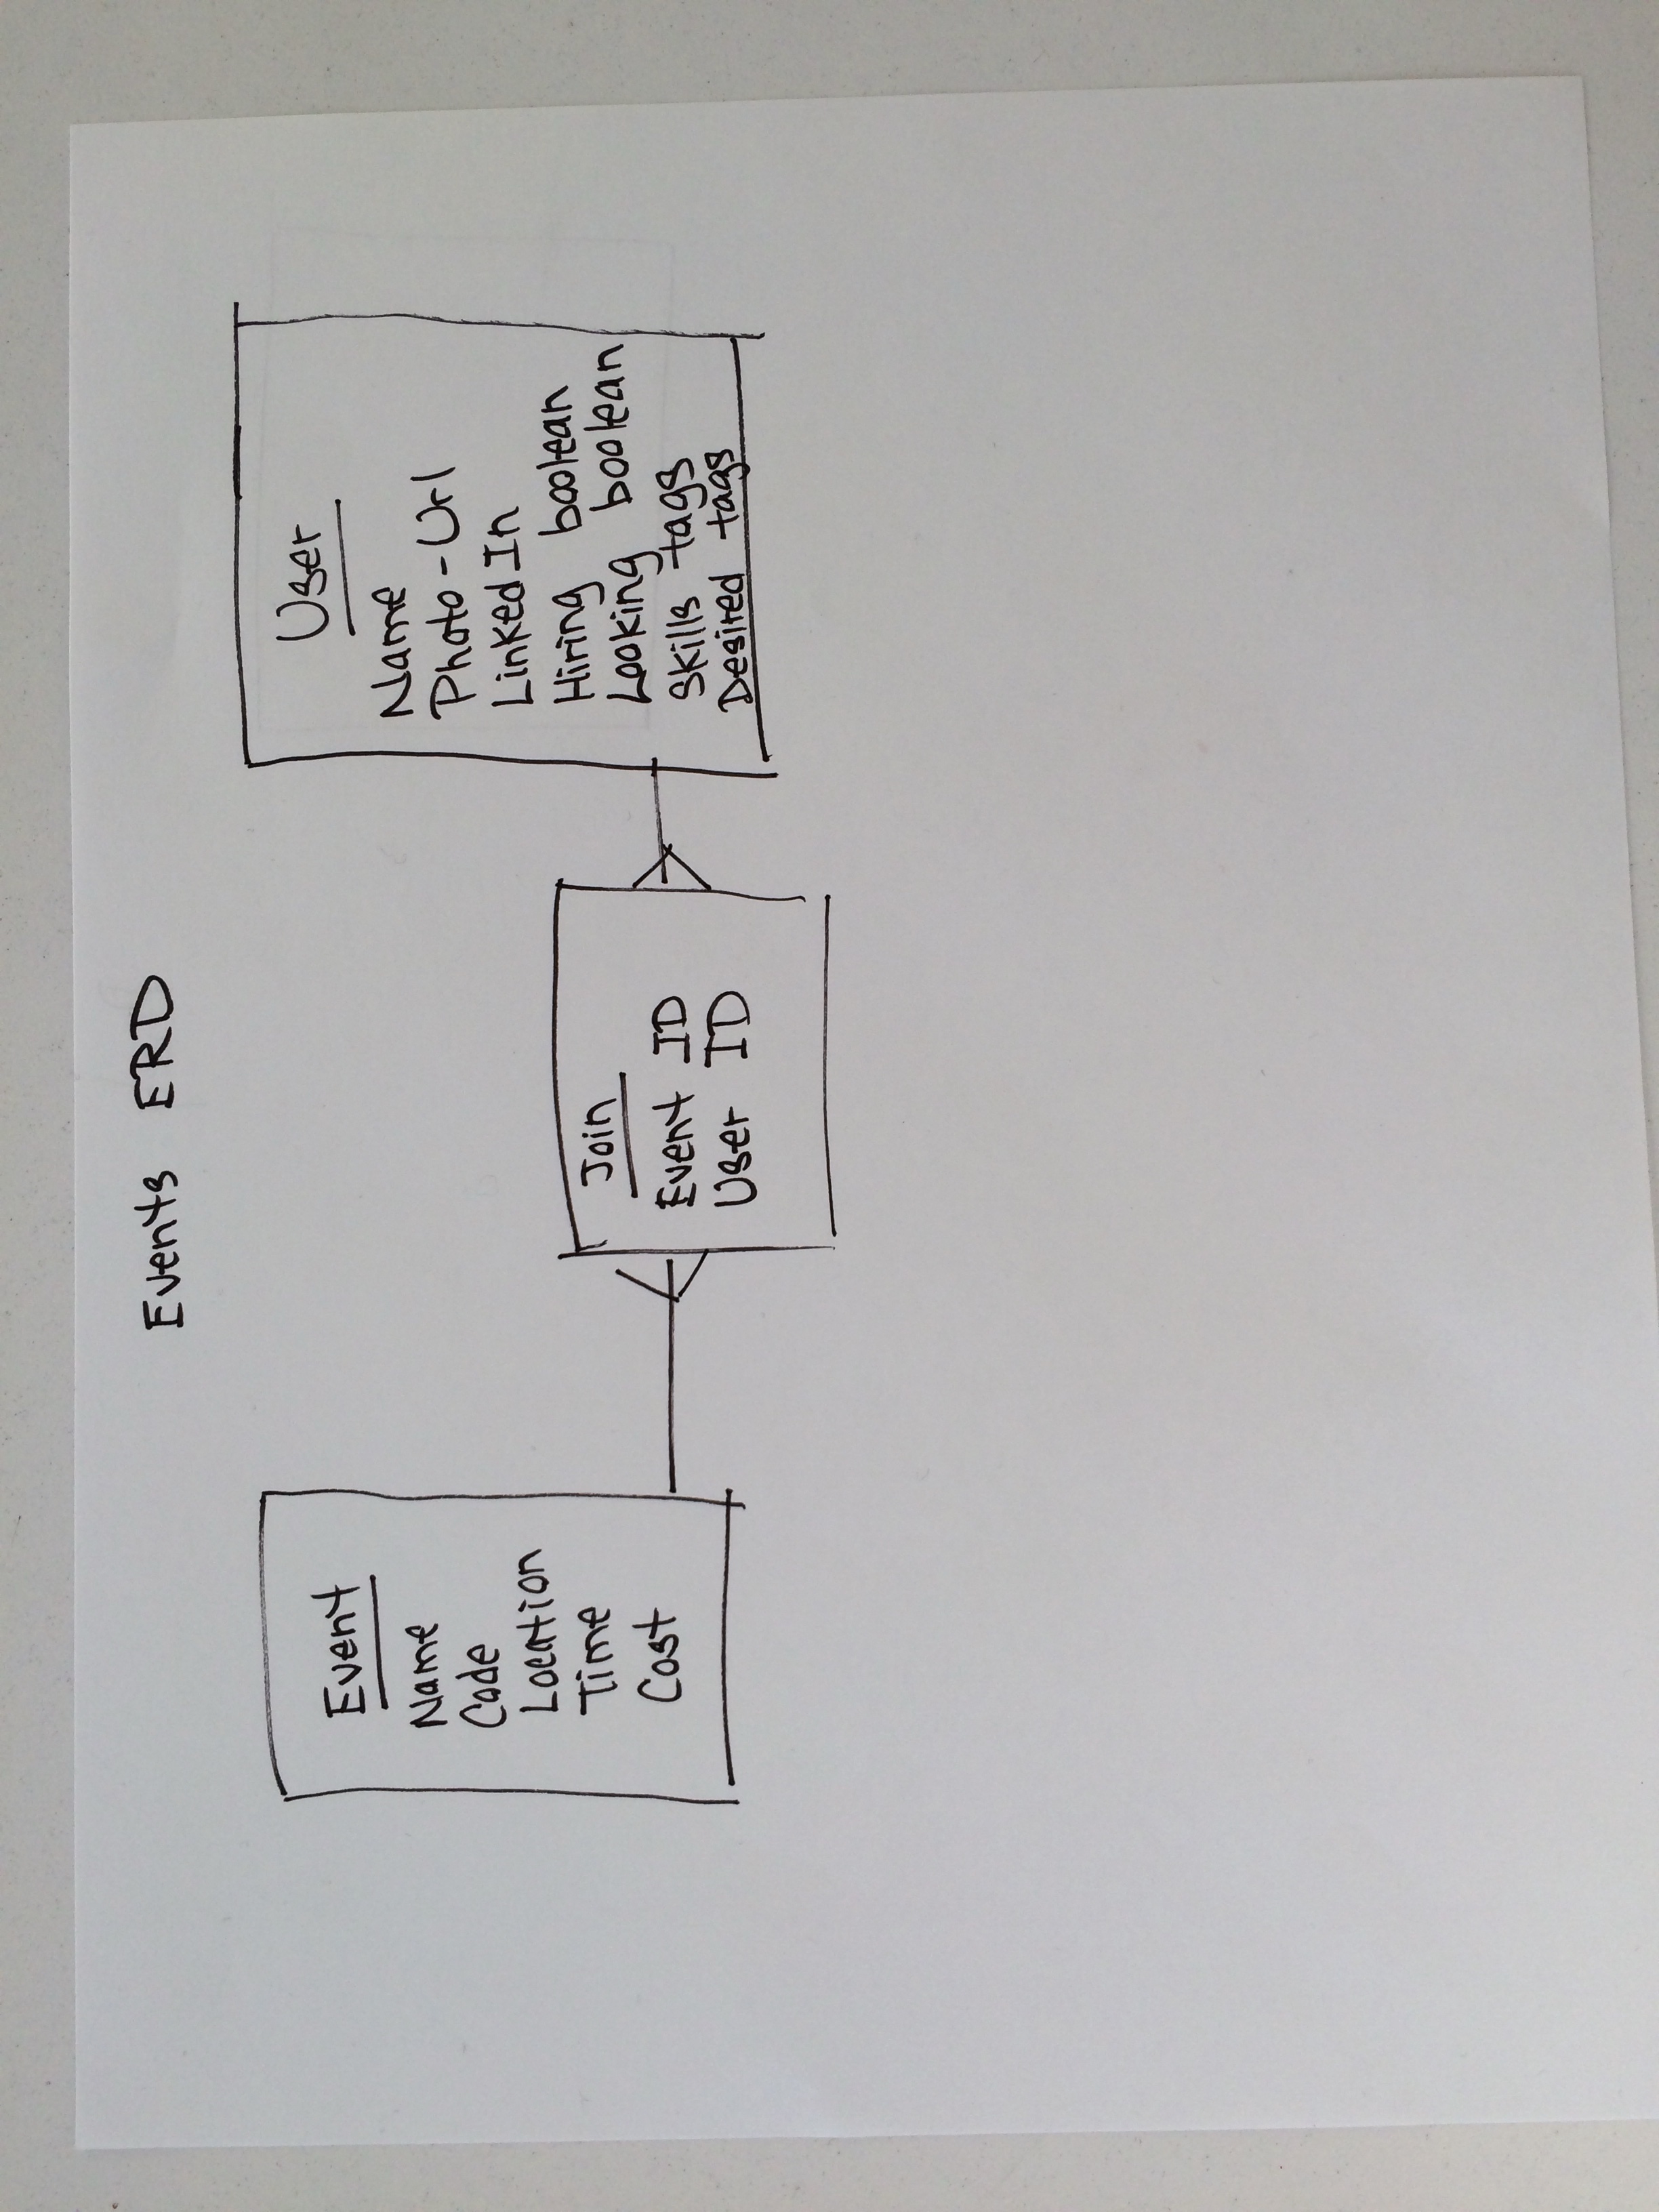 Events ERD
Event
Name
Code
Location
Time
Cost
Join
Event ID
User ID
User
Name
Photo-Url
LinkedIn
Hiring boolean
Looking boolean
Skills tags
Desired tags